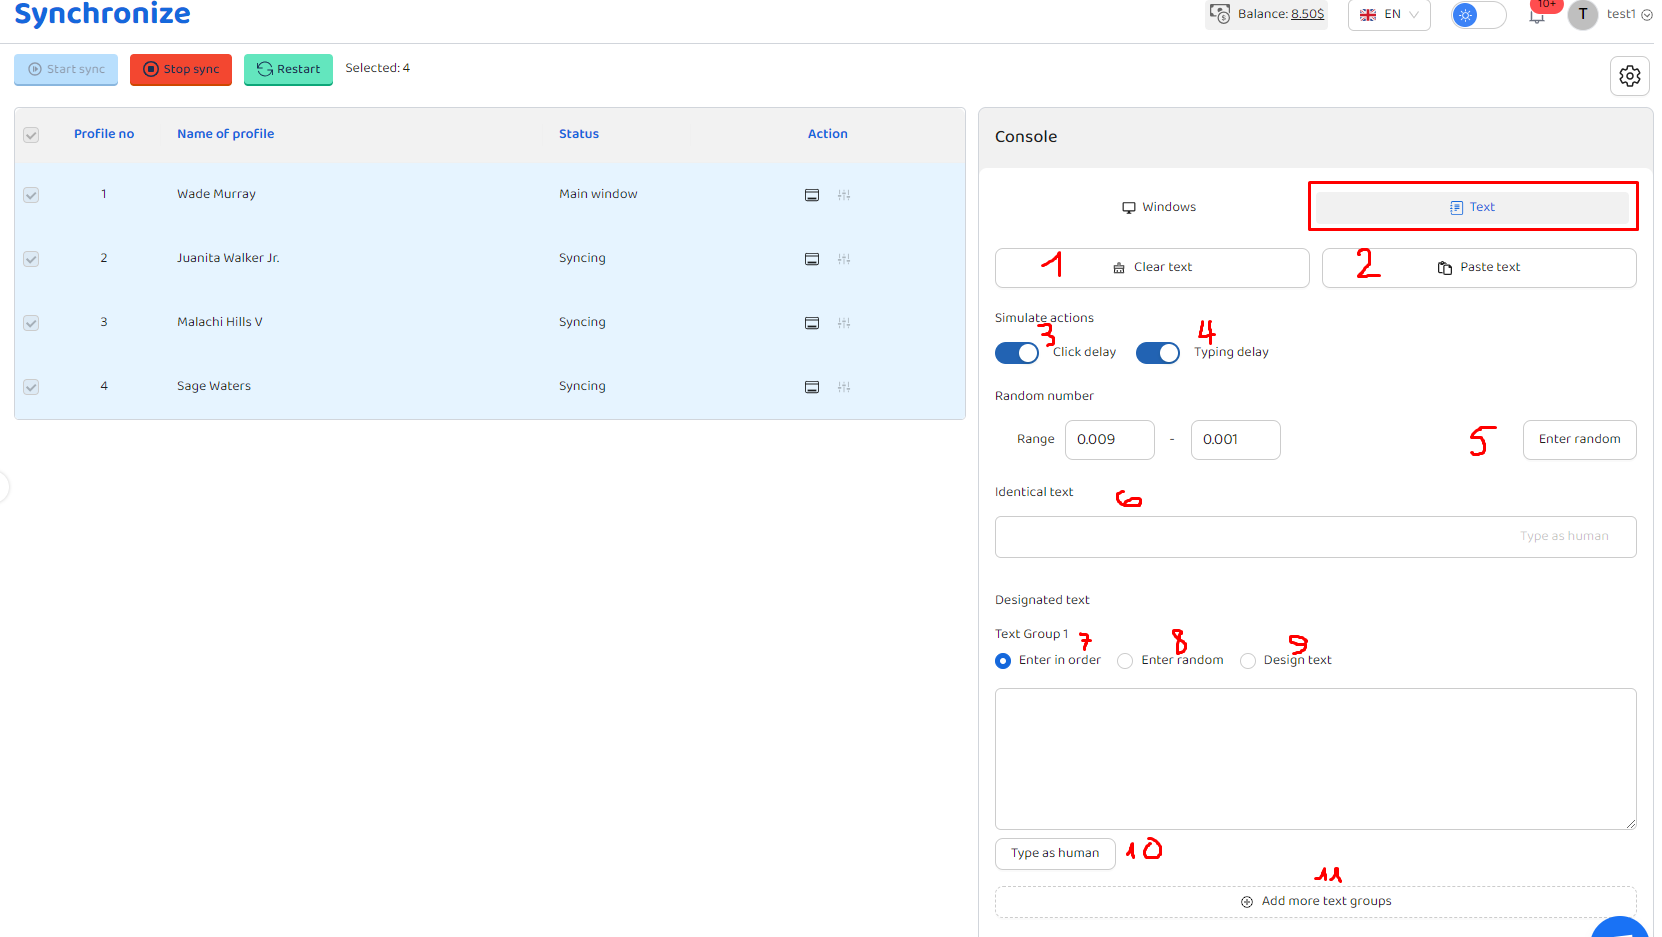 Synchronize
Balance: 8.50$
EN
10+
T
test1
Start sync
Stop sync
Restart
Selected: 4
Profile no
Name of profile
Status
Action
1
Wade Murray
Main window
2
Juanita Walker Jr.
Syncing
3
Malachi Hills V
Syncing
4
Sage Waters
Syncing
Console
Windows
Text
1
Clear text
2
Paste text
Simulate actions
3
4
Click delay
Typing delay
Random number
Range
0.009
-
0.001
5
Enter random
Identical text
6
Type as human
Designated text
Text Group 1
7
8
9
Enter in order
Enter random
Design text
Type as human
10
11
Add more text groups